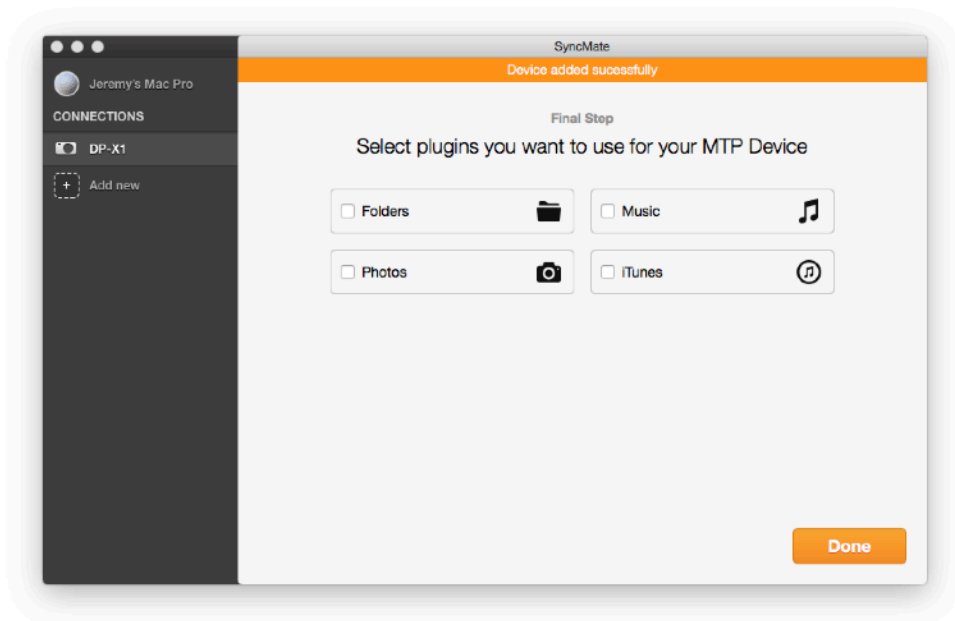 SyncMate
Device added sucessfully
Jeremy's Mac Pro
CONNECTIONS
DP-X1
Add new
Final Step
Select plugins you want to use for your MTP Device
Folders
Music
Photos
iTunes
Done